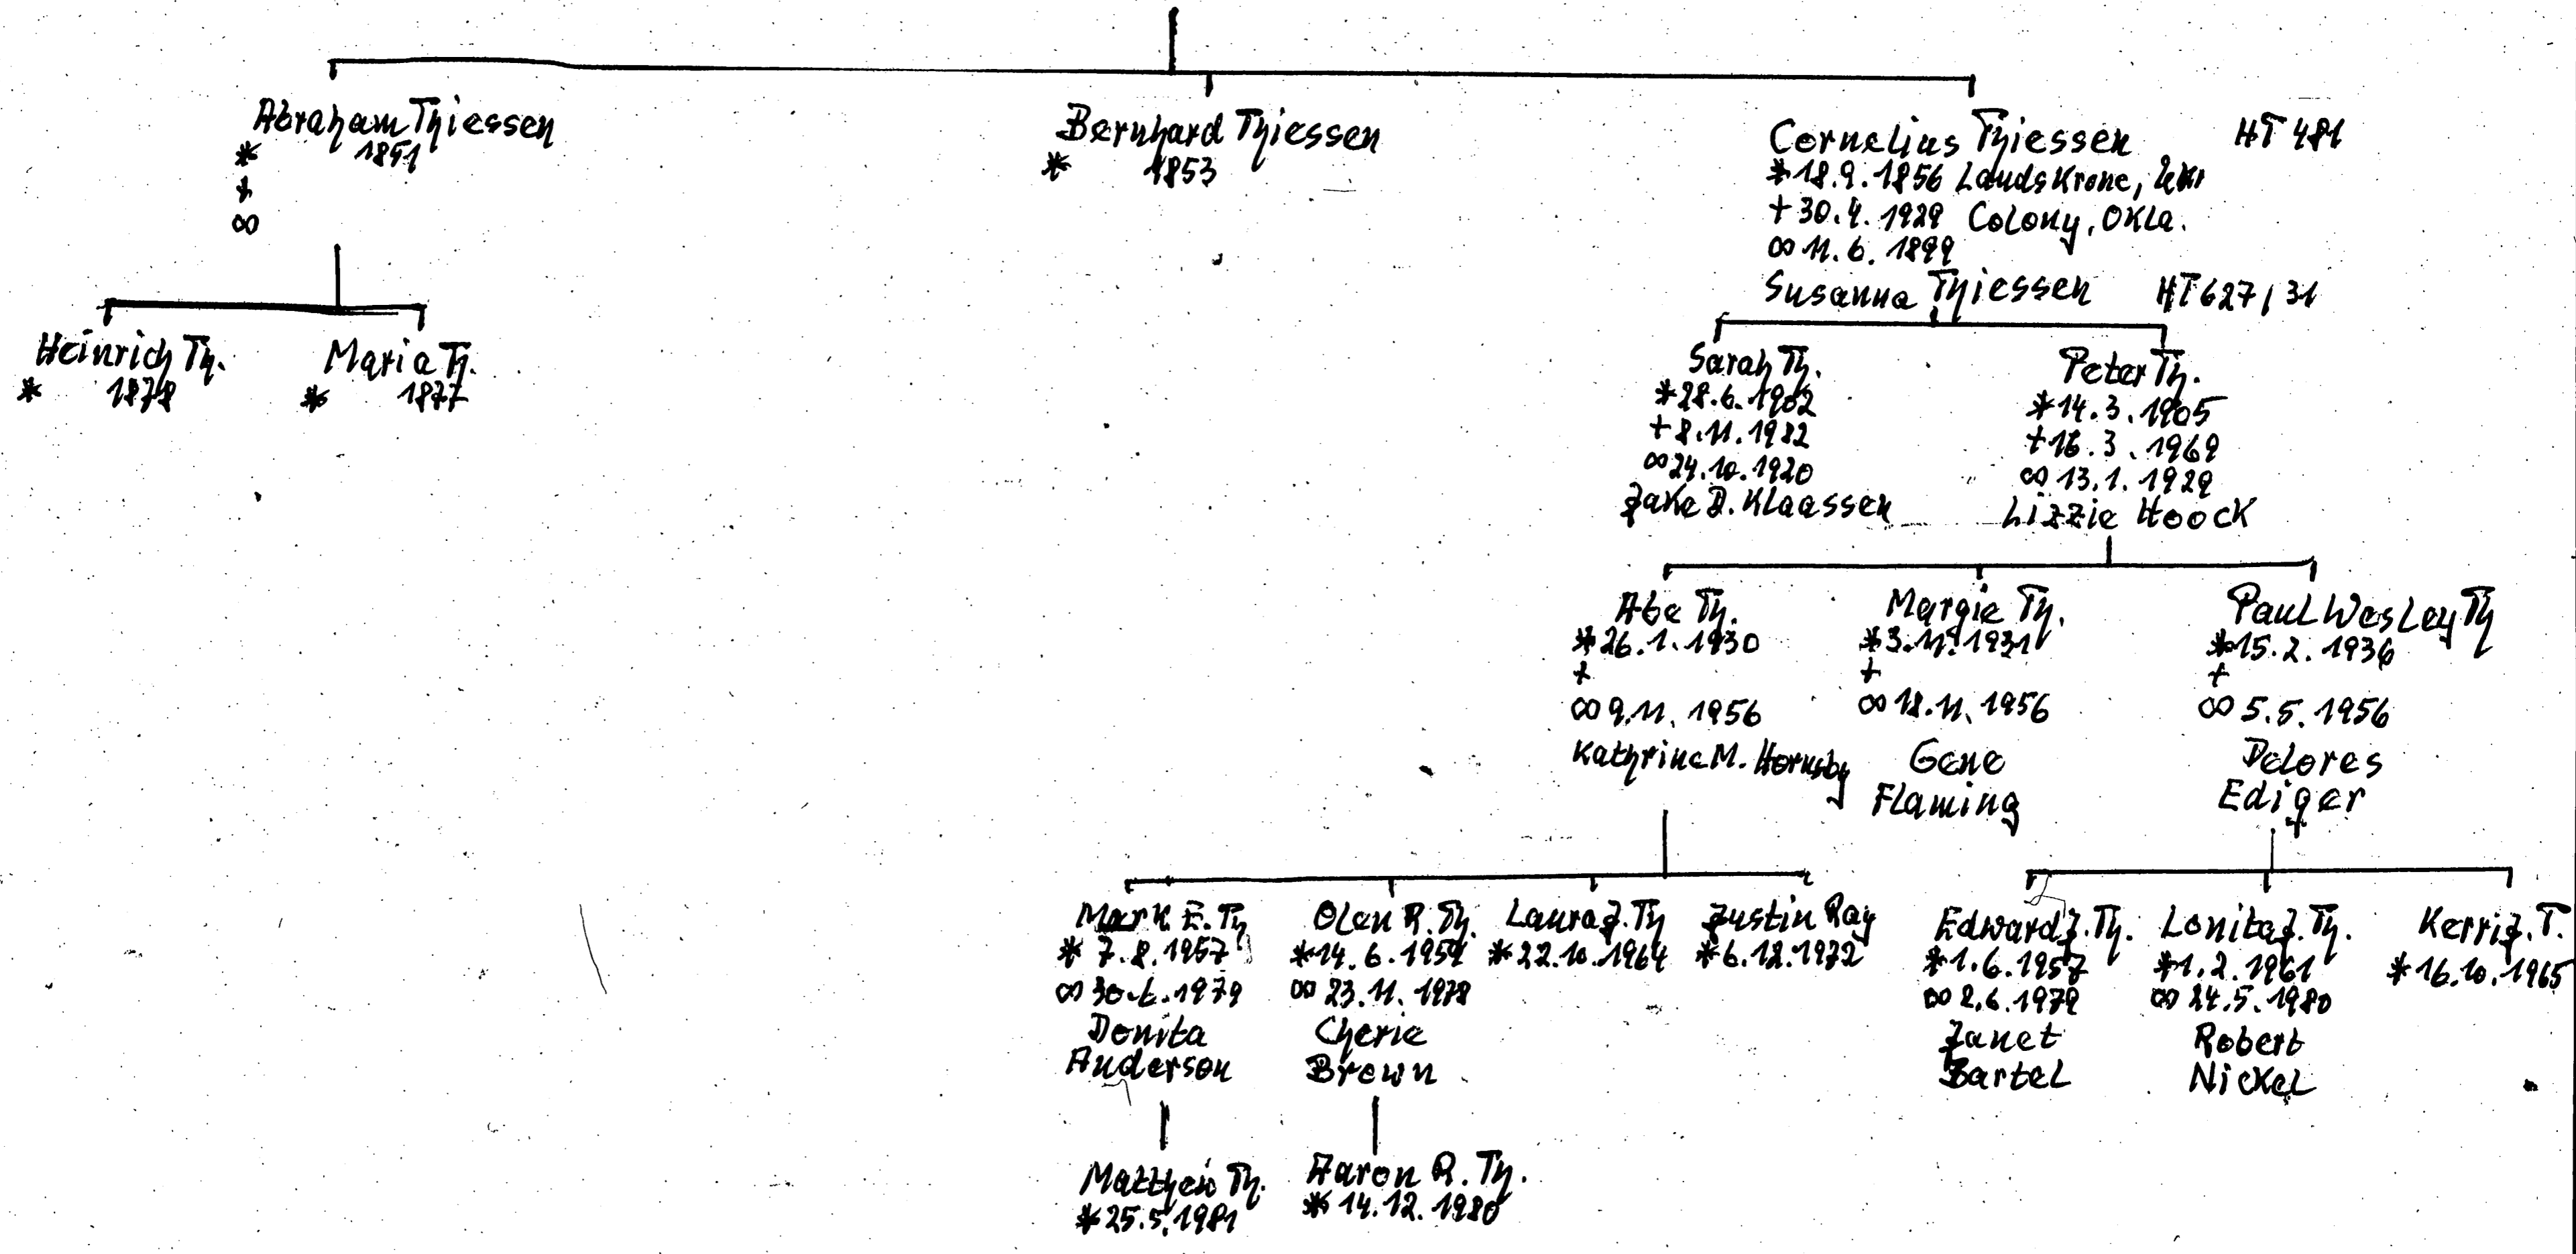 Abraham Thiessen
* 1851
+
∞
Bernhard Thiessen
* 1853
Cornelius Thiessen HT 481
*18.9.1856 Landskrone,
+30.4.1929 Colony, Okla.
∞ 11.6.1899
Susanna Thiessen HT 627/31
Heinrich Th.
* 1878
Maria Th.
* 1877
Sarah Th.
*28.6.1902
+8.11.1982
∞24.10.1920
Jake D. Klaassen
Peter Th.
*14.3.1905
+16.3.1969
∞ 13.1.1929
Lizzie Hoock
Abe Th.
*26.1.1930
+
∞ 9.11.1956
Kathrine M. Hornsby
Margie Th.
*3.11.1931
+
∞ 18.11.1956
Gene
Flaming
Paul Wesley Th
*15.2.1936
+
∞ 5.5.1956
Delores
Ediger
Mark E. Th
* 7.8.1957
∞ 30.6.1979
Donita
Anderson
Olen R. Th.
*14.6.1959
∞ 23.11.1978
Cherie
Brown
Laura J. Th
*22.10.1964
Justin Ray
*6.12.1972
Edward J. Th.
*1.6.1957
∞ 2.6.1979
Janet
Bartel
Lonita J. Th.
*1.2.1961
∞ 24.5.1980
Robert
Nickel
Kerri J. T.
*16.10.1965
Matthew Th.
*25.5.1981
Aaron R. Th.
*14.12.1980